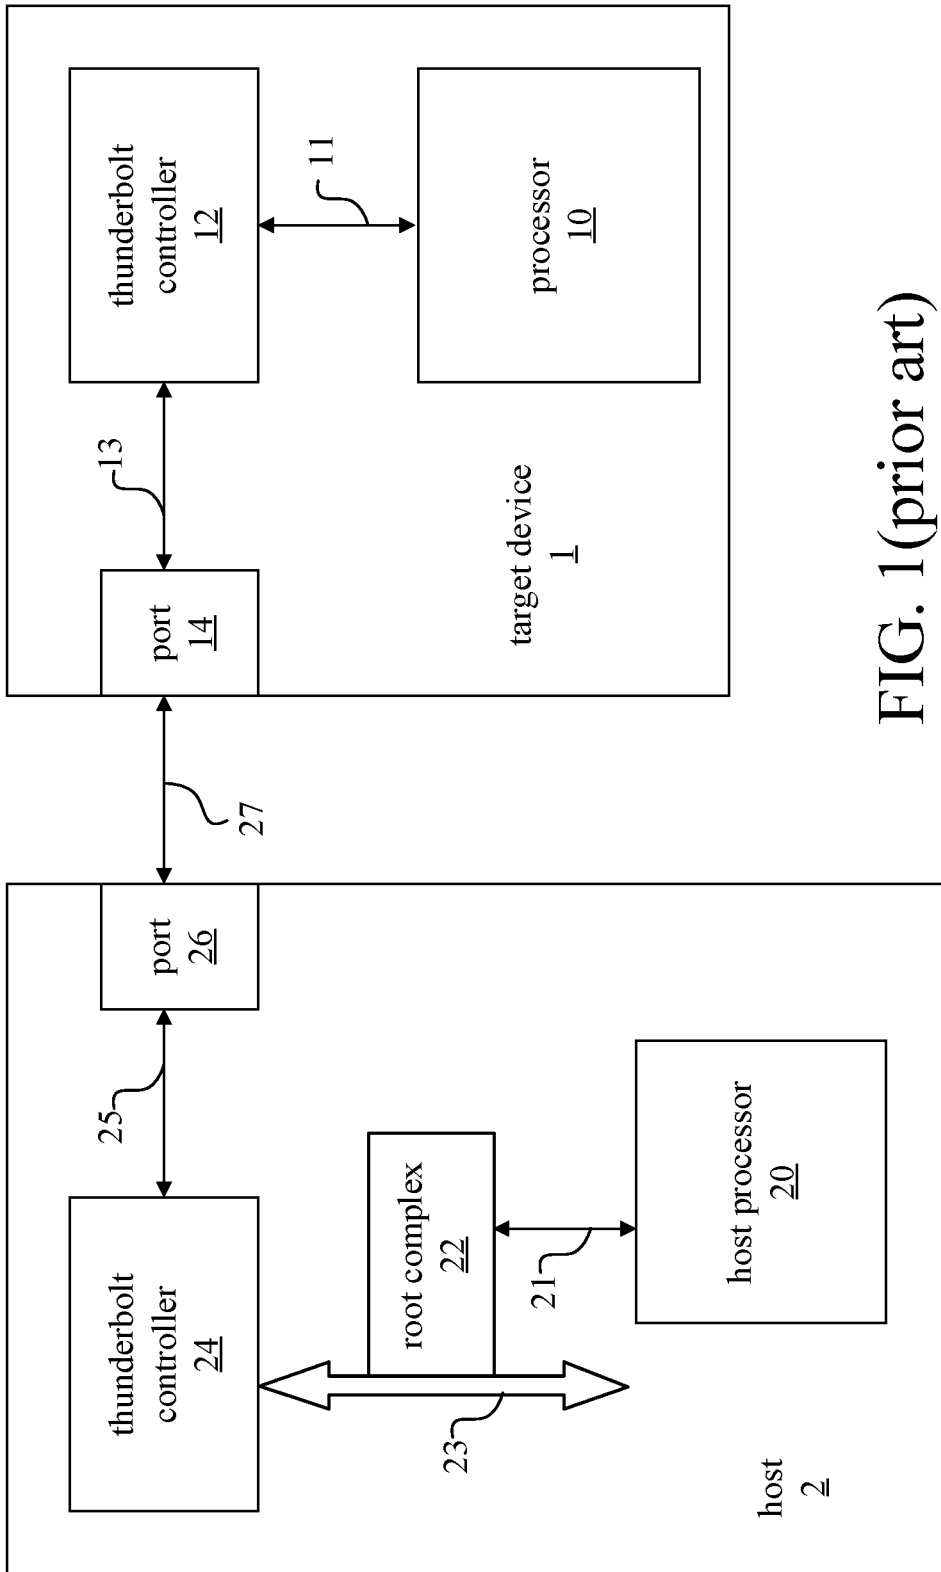 thunderbolt
controller
24
25
port
26
27
port
14
13
thunderbolt
controller
12
11
processor
10
target device
1
root complex
22
21
23
host processor
20
host
2
FIG. 1(prior art)